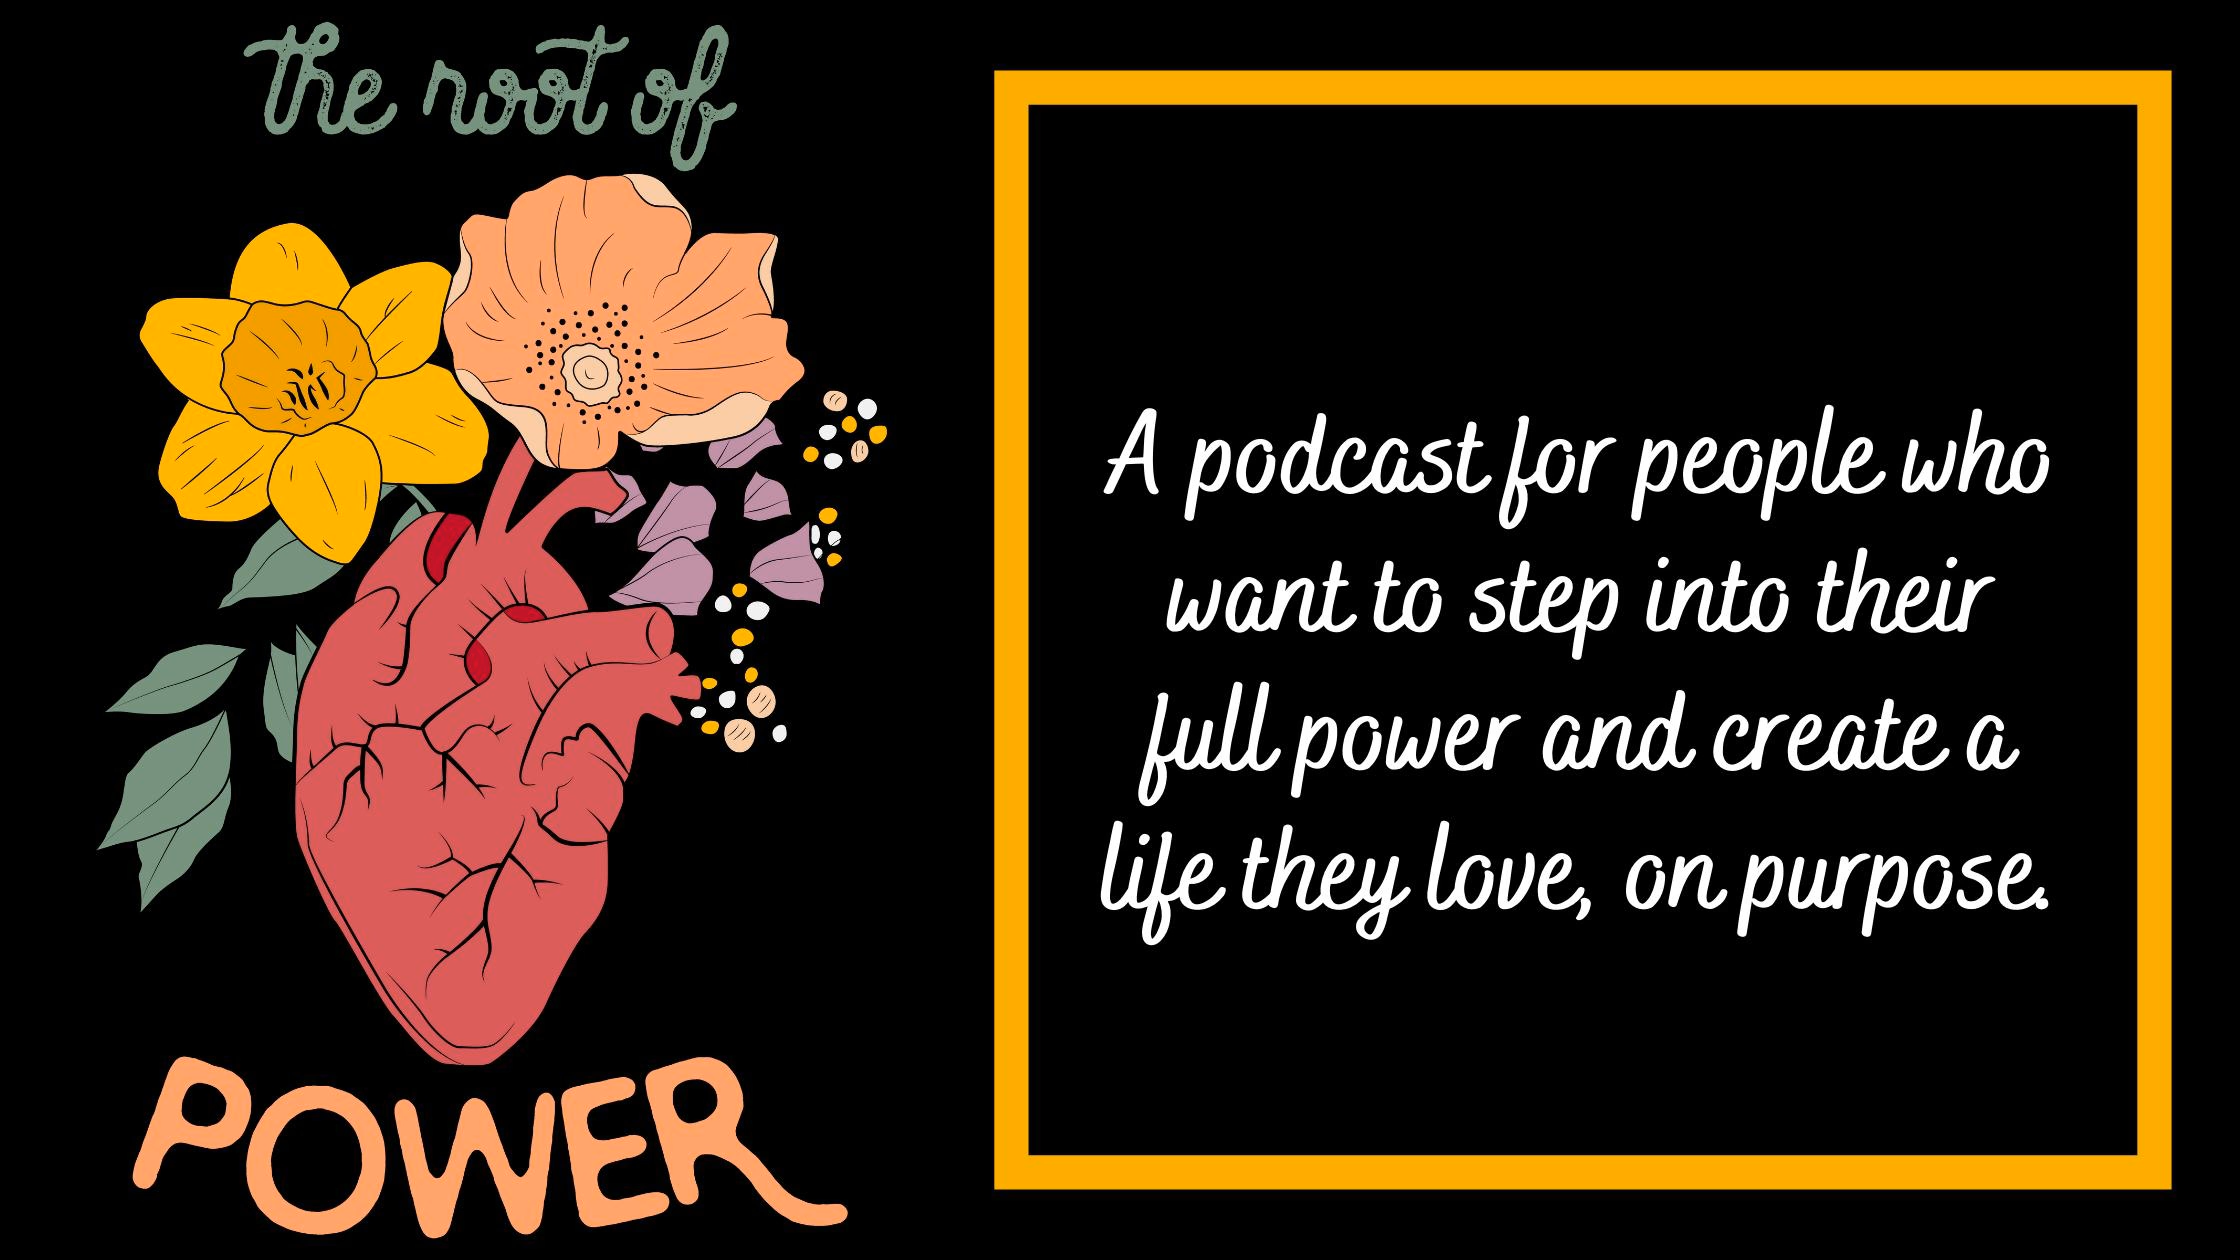 the root of
POWER
A podcast for people who
want to step into their
full power and create a
life they love, on purpose.